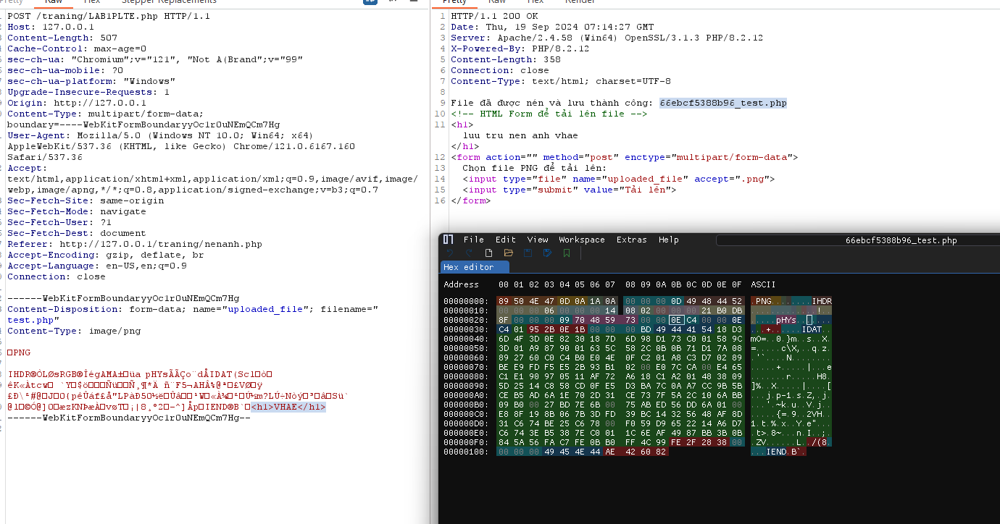 Pretty Raw Hex Stepper Repeaters
POST /traning/LAB1PLTE.php HTTP/1.1
Host: 127.0.0.1
Content-Length: 507
Cache-Control: max-age=0
sec-ch-ua: "Chromium";v="121", "Not A(Brand";v="99"
sec-ch-ua-mobile: ?0
sec-ch-ua-platform: "Windows"
Upgrade-Insecure-Requests: 1
Origin: http://127.0.0.1
Content-Type: multipart/form-data;
boundary=----WebKitFormBoundaryyOc1rOuNEmQCm7Hg
User-Agent: Mozilla/5.0 (Windows NT 10.0; Win64; x64)
AppleWebKit/537.36 (KHTML, like Gecko) Chrome/121.0.6167.160
Safari/537.36
Accept:
text/html,application/xhtml+xml,application/xml;q=0.9,image/avif,image/
webp,image/apng,*/*;q=0.8,application/signed-exchange;v=b3;q=0.7
Sec-Fetch-Site: same-origin
Sec-Fetch-Mode: navigate
Sec-Fetch-User: ?1
Sec-Fetch-Dest: document
Referer: http://127.0.0.1/traning/nenanh.php
Accept-Encoding: gzip, deflate, br
Accept-Language: en-US,en;q=0.9
Connection: close
------WebKitFormBoundaryyOc1rOuNEmQCm7Hg
Content-Disposition: form-data; name="uploaded_file"; filename="
test.php"
Content-Type: image/png
PNG
<h1>VHAE</h1>
------WebKitFormBoundaryyOc1rOuNEmQCm7Hg--
Pretty Raw Hex Render
1 HTTP/1.1 200 OK
2 Date: Thu, 19 Sep 2024 07:14:27 GMT
3 Server: Apache/2.4.58 (Win64) OpenSSL/3.1.3 PHP/8.2.12
4 X-Powered-By: PHP/8.2.12
5 Content-Length: 358
6 Connection: close
7 Content-Type: text/html; charset=UTF-8
8
9 File đã được nén và lưu thành công: 66ebcf5388b96_test.php
10 <!-- HTML Form để tải lên file -->
11 <h1>
luu tru nen anh vhae
</h1>
12 <form action="" method="post" enctype="multipart/form-data">
13 Chọn file PNG để tải lên:
14 <input type="file" name="uploaded_file" accept=".png">
15 <input type="submit" value="Tải lên">
16 </form>
File Edit View Workspace Extras Help 66ebcf5388b96_test.php
Hex editor
Address 00 01 02 03 04 05 06 07 08 09 0A 0B 0C 0D 0E 0F ASCII
00000000: 89 50 4E 47 0D 0A 1A 0A 00 00 00 0D 49 48 44 52 .PNG........IHDR
00000010: 00 00 00 06 00 00 00 14 08 02 00 00 00 21 B0 DB .............!..
00000020: 8F 00 00 00 09 70 48 59 73 00 00 0E C4 00 00 0E .....pHYs.......
00000030: C4 01 95 2B 0E 1B 00 00 00 BD 49 44 41 54 18 D3 ...+......IDAT..
00000040: 6D 4F 3D 0E 82 30 18 7D 6D 98 D1 73 C0 01 58 9C mO=..0.}m..s..X.
00000050: 3D 01 A9 87 90 01 63 5C 58 2C 0B 0B 71 D1 7A 08 =.....c\X,..q.z.
00000060: 89 27 60 C0 C4 B0 E0 4E 0F C2 01 A8 C3 D7 02 89 .'`....N........
00000070: BE E9 FD F5 E5 2B 93 B1 02 00 E0 7C CA 00 E4 65 .....+.....|...e
00000080: C1 E1 90 97 05 11 AF 72 A6 18 C1 A2 01 48 38 09 .......r.....H8.
00000090: 5D 25 14 C8 58 CD 0F E5 D3 BA 7C 0A A7 CC 9B 5B ]%..X.....|....[
000000A0: CE B5 AD 6A 1E 70 2D 31 CE 73 7F 5A 2C 10 6A BB ...j.p-1.s.Z,.j.
000000B0: 09 B0 00 27 BD 7E 6B 00 75 AB ED 56 DD 6A 01 00 ...'.~k.u..V.j..
000000C0: E8 8F 19 8B 06 7B 3D FD 39 BC 14 32 56 48 AF 8D .....{=.9..2VH..
000000D0: 31 C6 74 BE 25 C6 78 00 F0 59 D9 65 22 14 A6 D7 1.t.%.x..Y.e"...
000000E0: C6 74 3E B5 38 7E C0 01 1C 6E AF 49 87 BB 3B 0B .t>.8~...n.I..;.
000000F0: 84 5A 56 FA C7 FE 0B B0 FF 4C 99 FE 2F 28 38 00 .ZV......L../(8.
00000100: 00 00 00 49 45 4E 44 AE 42 60 82 ...IEND.B`.